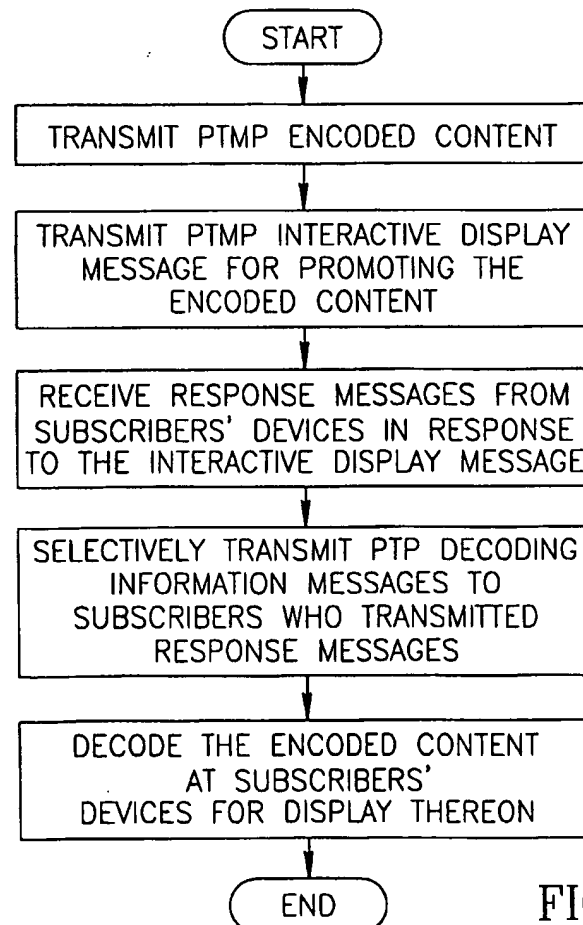 START
TRANSMIT PTMP ENCODED CONTENT
TRANSMIT PTMP INTERACTIVE DISPLAY
MESSAGE FOR PROMOTING THE
ENCODED CONTENT
RECEIVE RESPONSE MESSAGES FROM
SUBSCRIBERS' DEVICES IN RESPONSE
TO THE INTERACTIVE DISPLAY MESSAGE
SELECTIVELY TRANSMIT PTP DECODING
INFORMATION MESSAGES TO
SUBSCRIBERS WHO TRANSMITTED
RESPONSE MESSAGES
DECODE THE ENCODED CONTENT
AT SUBSCRIBERS'
DEVICES FOR DISPLAY THEREON
END